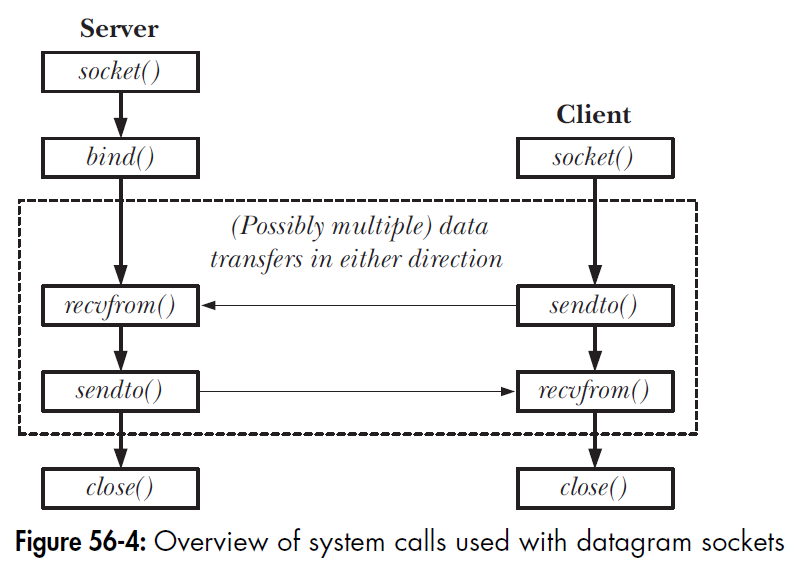 Server
socket()
bind()
Client
socket()
(Possibly multiple) data
transfers in either direction
recvfrom()
sendto()
sendto()
recvfrom()
close()
close()
Figure 56-4: Overview of system calls used with datagram sockets